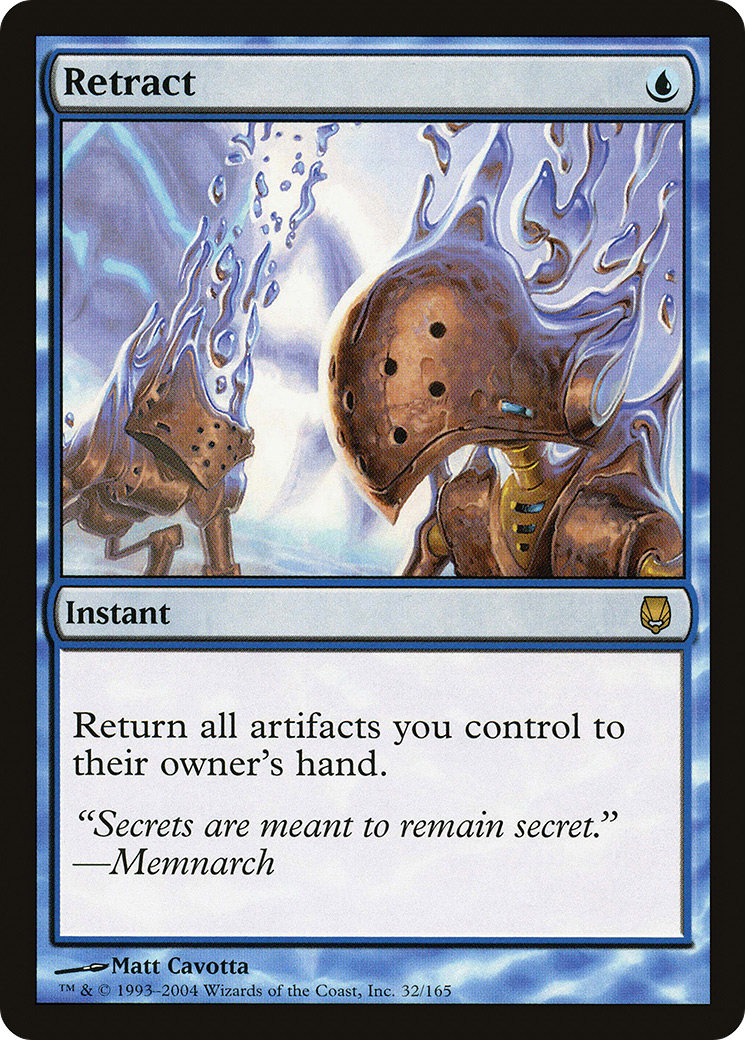 Retract
Instant
Return all artifacts you control to
their owner's hand.
“Secrets are meant to remain secret.”
—Memnarch
Matt Cavotta
™ & © 1993–2004 Wizards of the Coast, Inc. 32/165